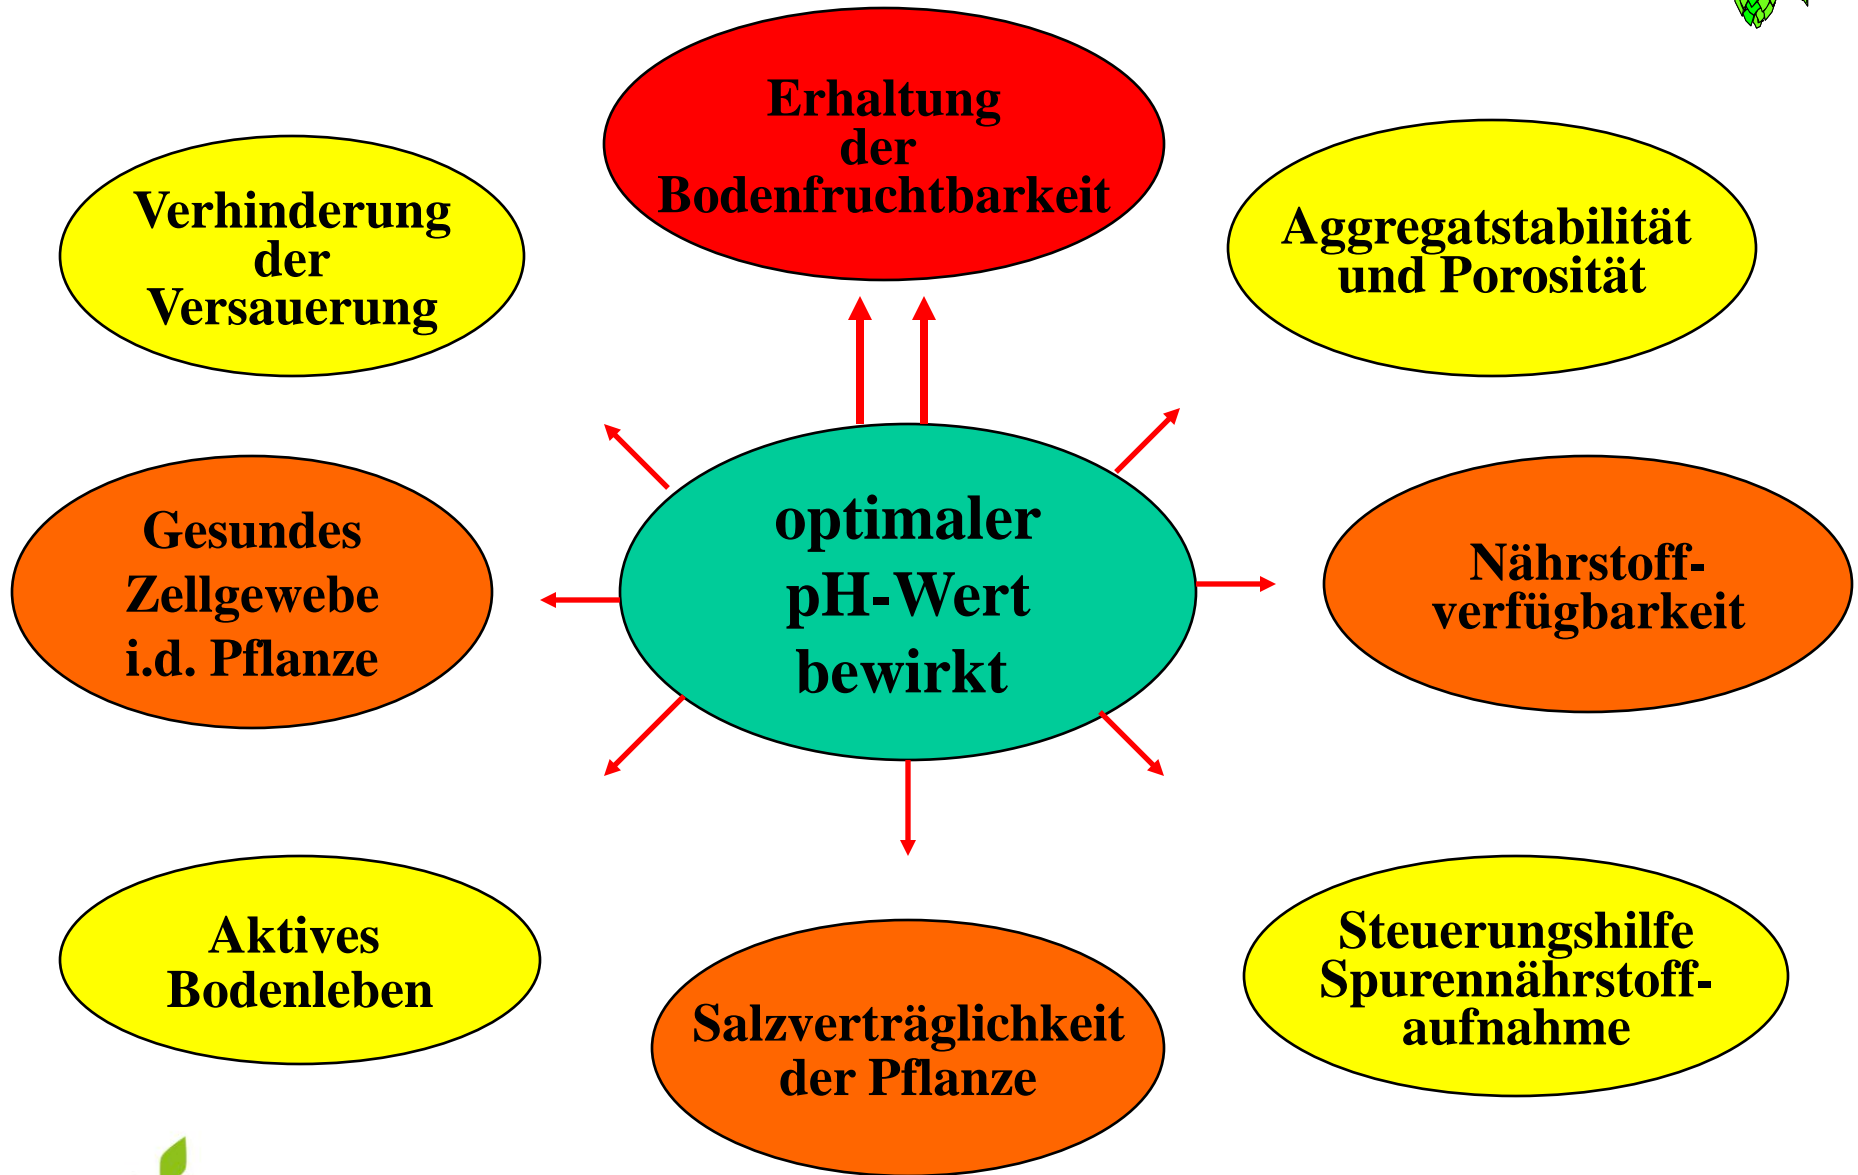 Erhaltung
der
Bodenfruchtbarkeit
Verhinderung
der
Versauerung
Aggregatstabilität
und Porosität
Gesundes
Zellgewebe
i.d. Pflanze
optimaler
pH-Wert
bewirkt
Nährstoff-
verfügbarkeit
Aktives
Bodenleben
Salzverträglichkeit
der Pflanze
Steuerungshilfe
Spurennährstoff-
aufnahme